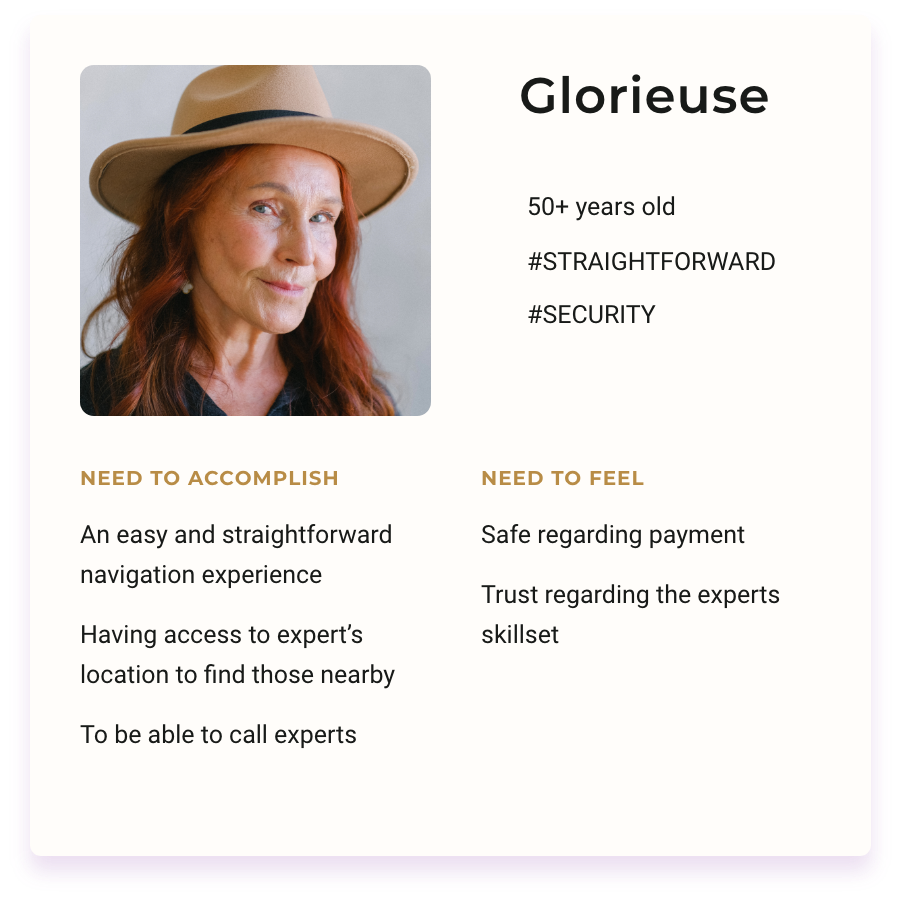 Glorieuse
50+ years old
#STRAIGHTFORWARD
#SECURITY
NEED TO ACCOMPLISH
An easy and straightforward
navigation experience
Having access to expert’s
location to find those nearby
To be able to call experts
NEED TO FEEL
Safe regarding payment
Trust regarding the experts
skillset